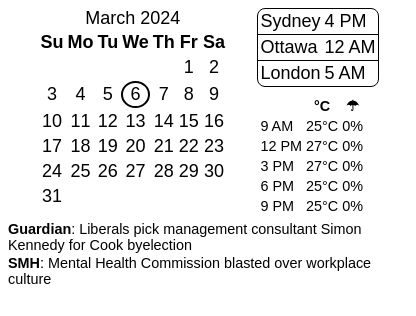 March 2024
Su Mo Tu We Th Fr Sa
1 2
3 4 5 6 7 8 9
10 11 12 13 14 15 16
17 18 19 20 21 22 23
24 25 26 27 28 29 30
31
Sydney 4 PM
Ottawa 12 AM
London 5 AM
°C ☂
9 AM 25°C 0%
12 PM 27°C 0%
3 PM 27°C 0%
6 PM 25°C 0%
9 PM 25°C 0%
Guardian: Liberals pick management consultant Simon
Kennedy for Cook byelection
SMH: Mental Health Commission blasted over workplace
culture